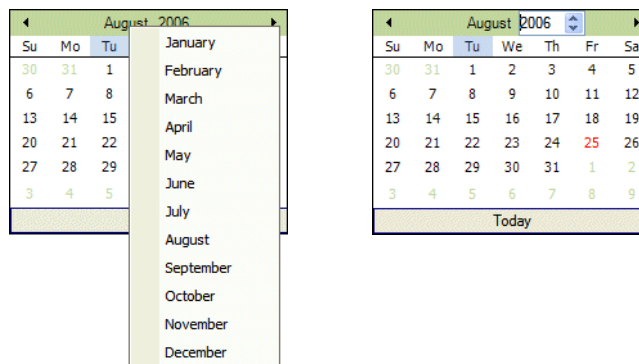 August 2006
Su Mo Tu
30 31 1
6 7 8
13 14 15
20 21 22
27 28 29
3 4 5
January
February
March
April
May
June
July
August
September
October
November
December
August 2006
Su Mo Tu We Th Fr Sa
30 31 1 2 3 4 5
6 7 8 9 10 11 12
13 14 15 16 17 18 19
20 21 22 23 24 25 26
27 28 29 30 31 1 2
3 4 5 6 7 8 9
Today